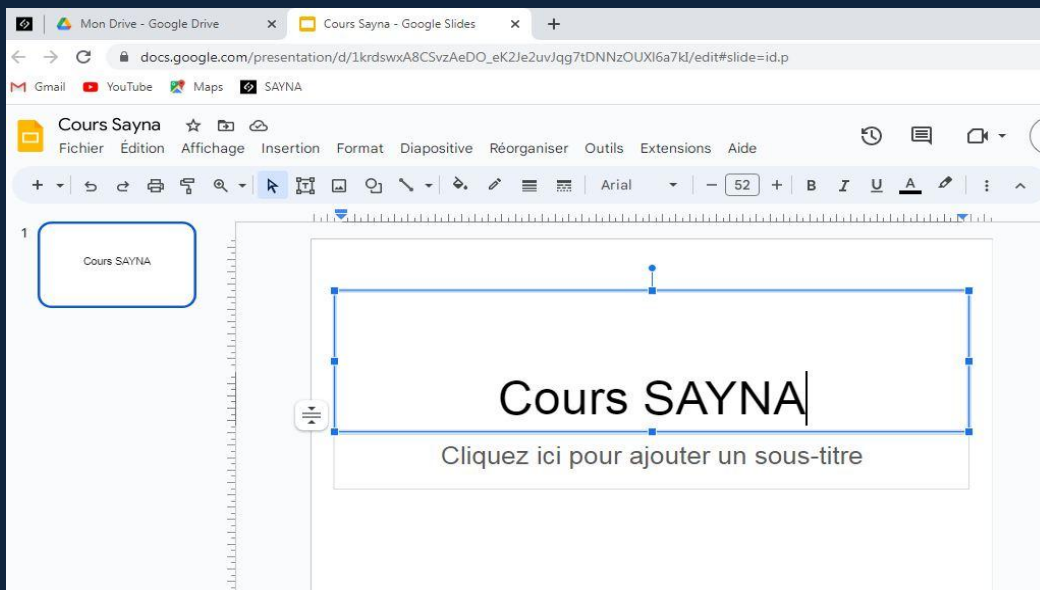 Mon Drive - Google Drive
Cours Sayna - Google Slides
docs.google.com/presentation/d/1krdswxA8CSvzAeDO_eK2Je2uvJqg7tDNNzOUXI6a7kI/edit#slide=id.p
Gmail YouTube Maps SAYNA
Cours Sayna
Fichier Édition Affichage Insertion Format Diapositive Réorganiser Outils Extensions Aide
Arial 52 B I U A
1
Cours SAYNA
Cours SAYNA
Cliquez ici pour ajouter un sous-titre